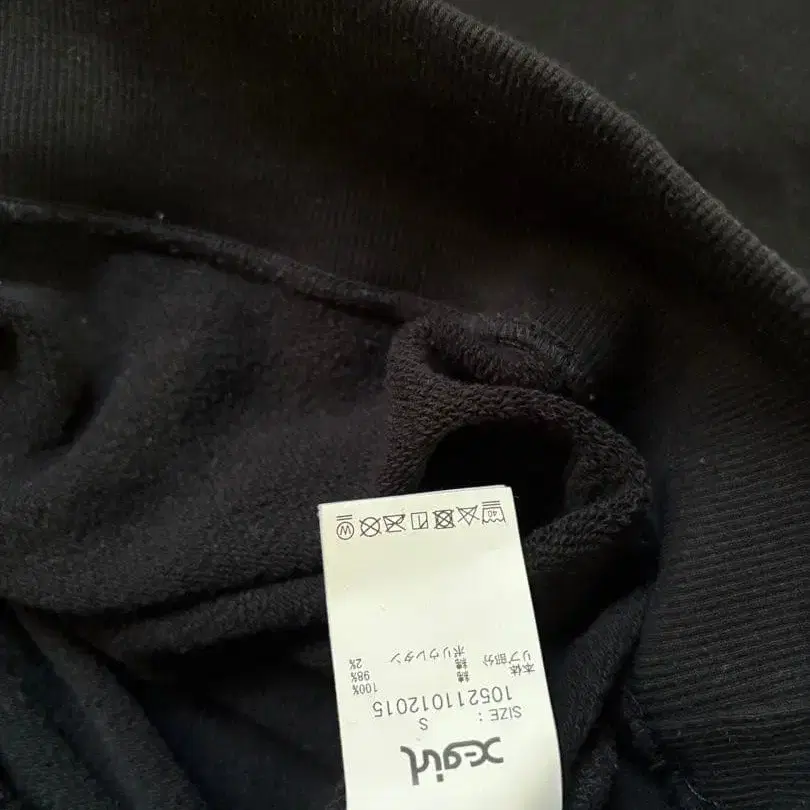 X-girl
SIZE : S
105211012015
本体 綿 100%
リブ部分 綿 98%
ポリウレタン 2%
40
W